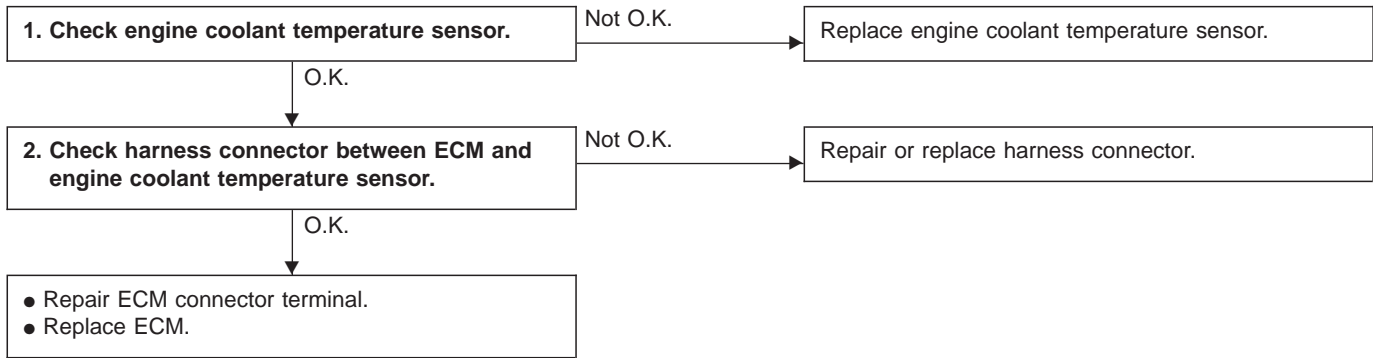 1. Check engine coolant temperature sensor.
Not O.K.
Replace engine coolant temperature sensor.
O.K.
2. Check harness connector between ECM and
engine coolant temperature sensor.
Not O.K.
Repair or replace harness connector.
O.K.
● Repair ECM connector terminal.
● Replace ECM.